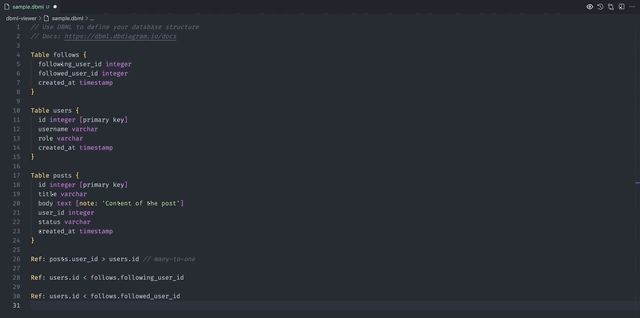 sample.dbml U
dbml-viewer > sample.dbml > ...
1 // Use DBML to define your database structure
2 // Docs: https://dbml.dbdiagram.io/docs
3
4 Table follows {
5 following_user_id integer
6 followed_user_id integer
7 created_at timestamp
8 }
9
10 Table users {
11 id integer [primary key]
12 username varchar
13 role varchar
14 created_at timestamp
15 }
16
17 Table posts {
18 id integer [primary key]
19 title varchar
20 body text [note: 'Content of the post']
21 user_id integer
22 status varchar
23 created_at timestamp
24 }
25
26 Ref: posts.user_id > users.id // many-to-one
27
28 Ref: users.id < follows.following_user_id
29
30 Ref: users.id < follows.followed_user_id
31